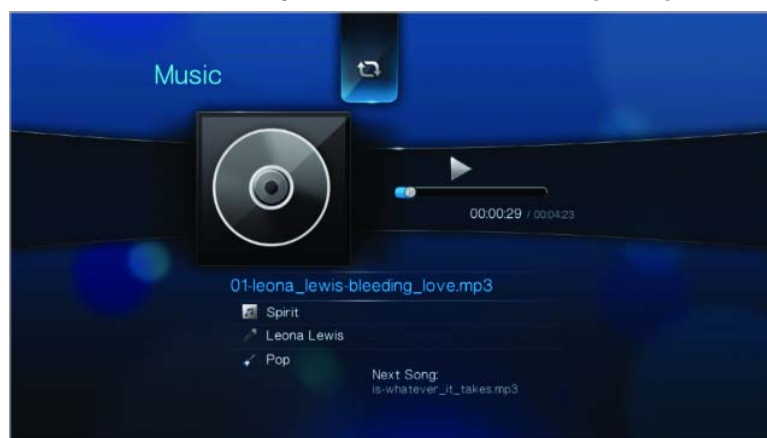 Music
00:00:29 / 00:04:23
01-leona_lewis-bleeding_love.mp3
Spirit
Leona Lewis
Pop
Next Song:
is-whatever_it_takes.mp3